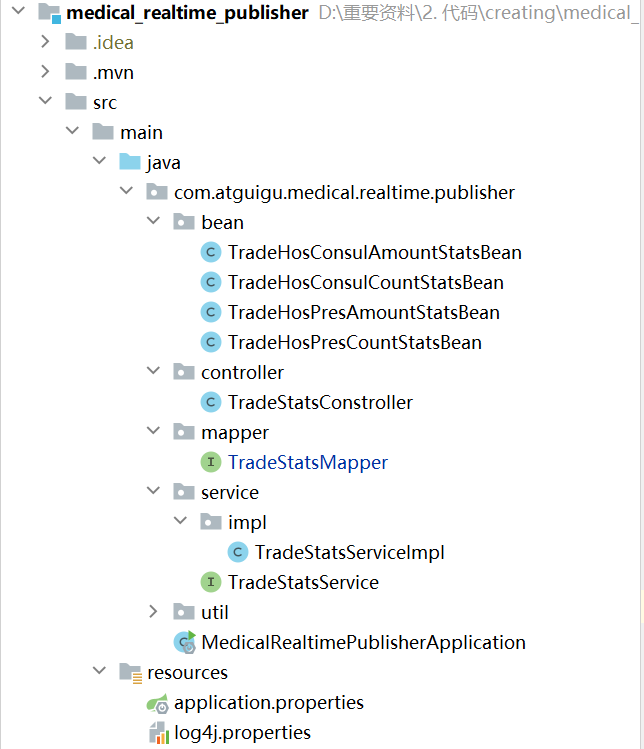 medical_realtime_publisher D:\重要资料\2. 代码\creating\medical_
.idea
.mvn
src
main
java
com.atguigu.medical.realtime.publisher
bean
TradeHosConsulAmountStatsBean
TradeHosConsulCountStatsBean
TradeHosPresAmountStatsBean
TradeHosPresCountStatsBean
controller
TradeStatsConstroller
mapper
TradeStatsMapper
service
impl
TradeStatsServiceImpl
TradeStatsService
util
MedicalRealtimePublisherApplication
resources
application.properties
log4j.properties